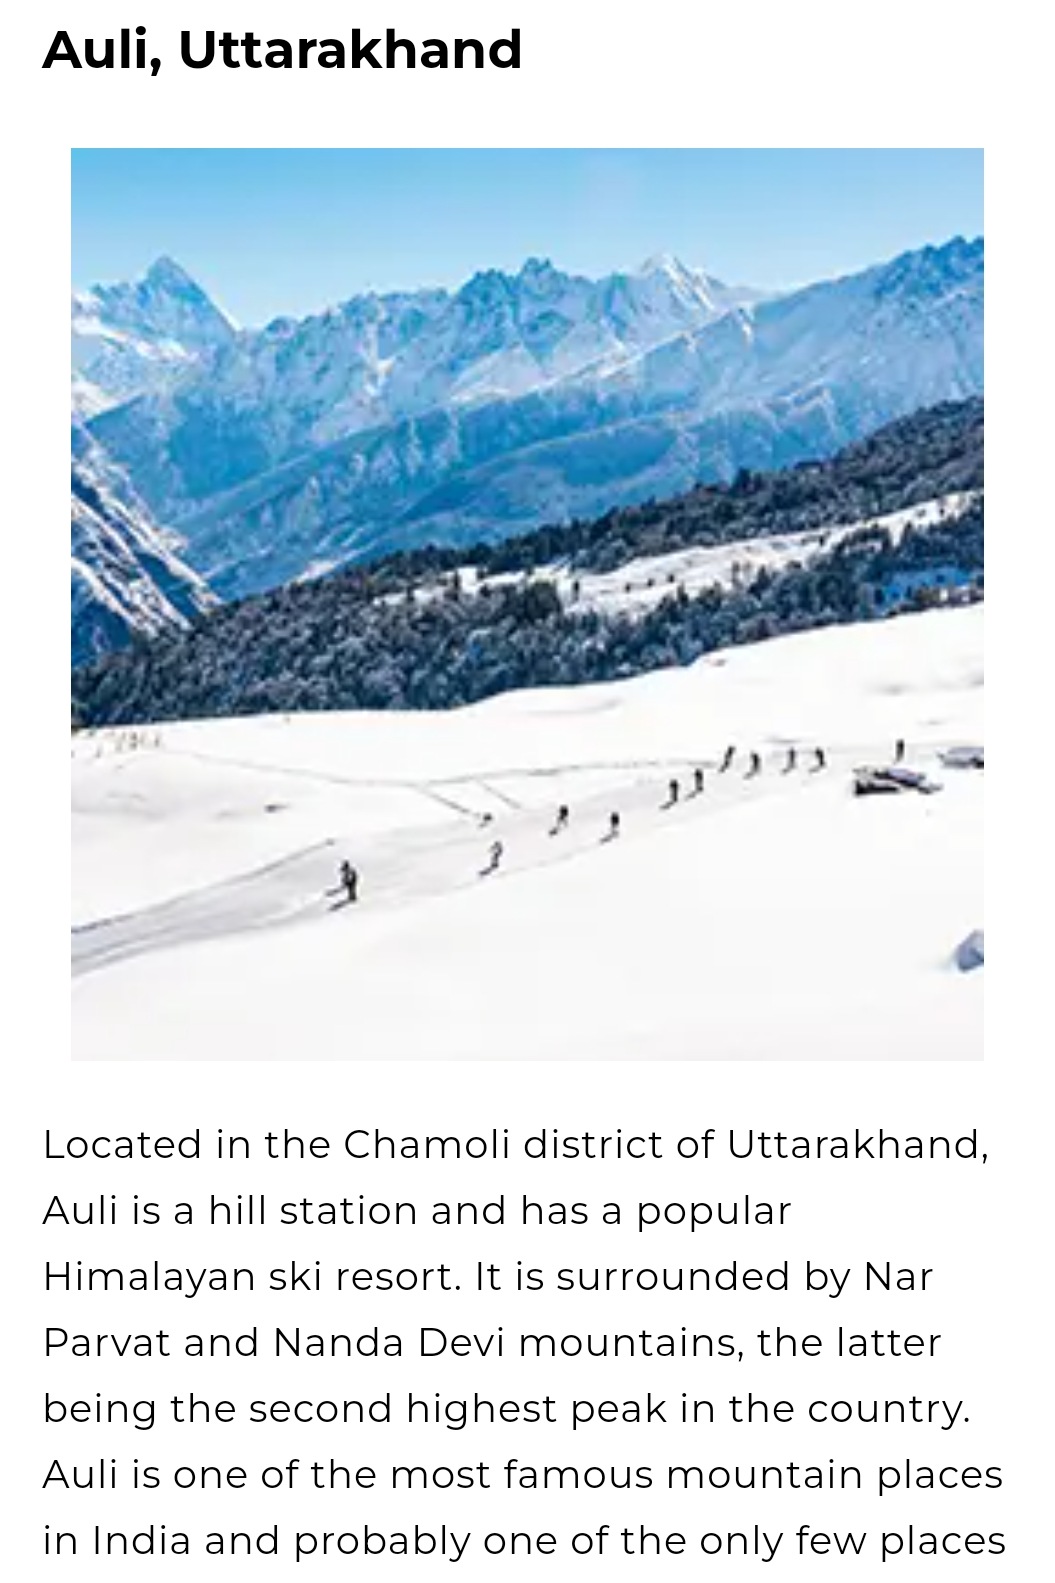 Auli, Uttarakhand
Located in the Chamoli district of Uttarakhand,
Auli is a hill station and has a popular
Himalayan ski resort. It is surrounded by Nar
Parvat and Nanda Devi mountains, the latter
being the second highest peak in the country.
Auli is one of the most famous mountain places
in India and probably one of the only few places